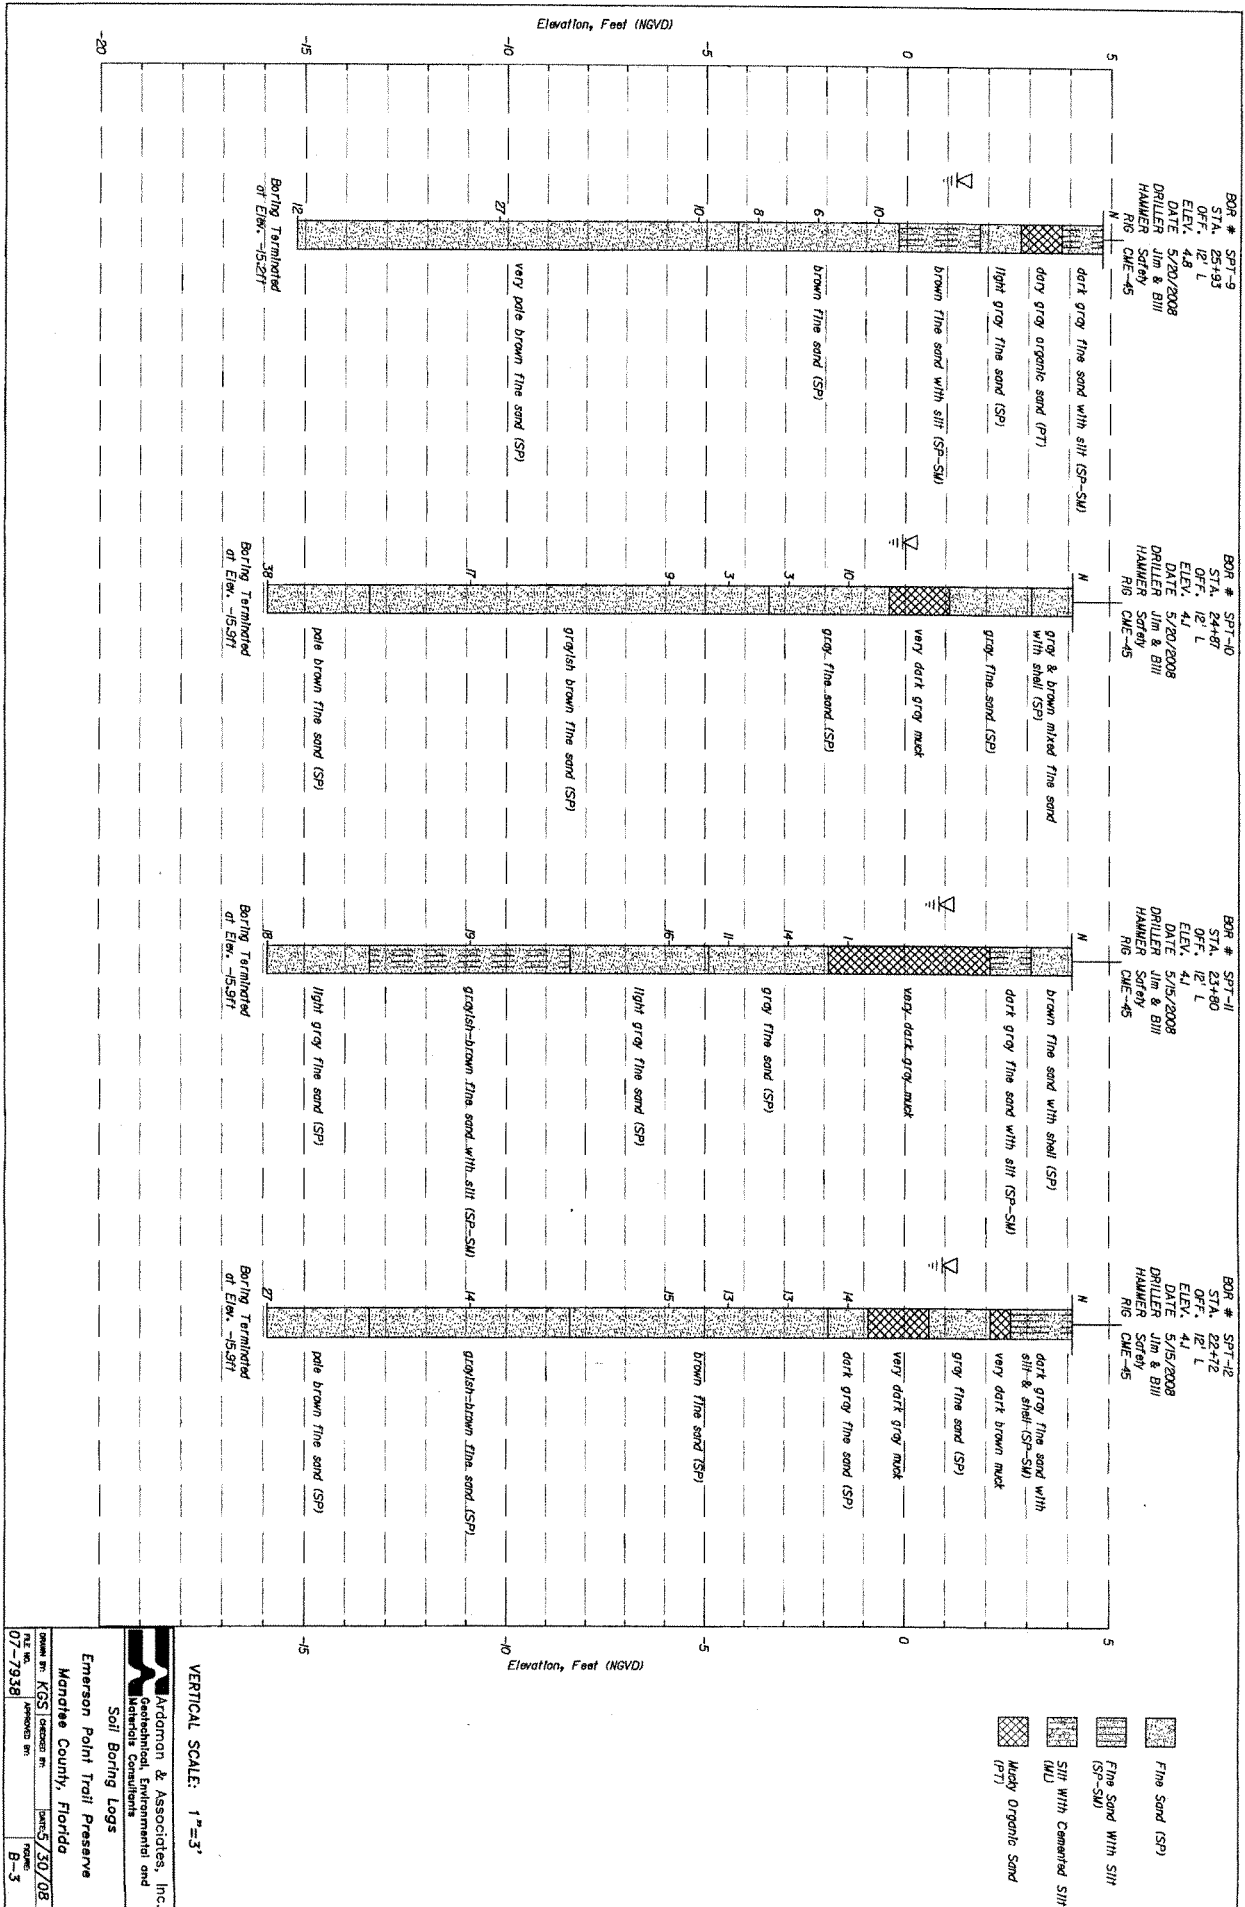 BOR # SPT-9
STA. 25+93
OFF. 12' L
ELEV. 4.8
DATE 5/20/2008
DRILLER Jim & Bill
HAMMER Safety
RIG CME-45
N
dark gray fine sand with silt (SP-SM)
dary gray organic sand (PT)
light gray fine sand (SP)
brown fine sand with silt (SP-SM)
10
6
brown fine sand (SP)
8
10
27
very pale brown fine sand (SP)
12
Boring Terminated
at Elev. -15.2ft
BOR # SPT-10
STA. 24+87
OFF. 12' L
ELEV. 4.1
DATE 5/20/2008
DRILLER Jim & Bill
HAMMER Safety
RIG CME-45
N
gray & brown mixed fine sand
with shell (SP)
gray fine sand (SP)
very dark gray muck
10
gray fine sand (SP)
3
3
9
grayish brown fine sand (SP)
17
pale brown fine sand (SP)
38
Boring Terminated
at Elev. -15.9ft
BOR # SPT-11
STA. 23+80
OFF. 12' L
ELEV. 4.1
DATE 5/15/2008
DRILLER Jim & Bill
HAMMER Safety
RIG CME-45
N
brown fine sand with shell (SP)
dark gray fine sand with silt (SP-SM)
very dark gray muck
1
14
gray fine sand (SP)
11
16
light gray fine sand (SP)
19
grayish brown fine sand with silt (SP-SM)
light gray fine sand (SP)
18
Boring Terminated
at Elev. -15.9ft
BOR # SPT-12
STA. 22+72
OFF. 12' L
ELEV. 4.1
DATE 5/15/2008
DRILLER Jim & Bill
HAMMER Safety
RIG CME-45
N
dark gray fine sand with
silt & shell (SP-SM)
very dark brown muck
gray fine sand (SP)
very dark gray muck
14
dark gray fine sand (SP)
13
13
brown fine sand (SP)
15
14
grayish brown fine sand (SP)
pale brown fine sand (SP)
27
Boring Terminated
at Elev. -15.9ft
5
0
-5
-10
-15
-20
Elevation, Feet (NGVD)
5
0
-5
-10
-15
Elevation, Feet (NGVD)
Fine Sand (SP)
Fine Sand With Silt
(SP-SM)
Silt With Cemented Silt
(ML)
Mucky Organic Sand
(PT)
VERTICAL SCALE: 1"=3'
Ardaman & Associates, Inc.
Geotechnical, Environmental and
Materials Consultants
Soil Boring Logs
Emerson Point Trail Preserve
Manatee County, Florida
DRAWN BY: KGS CHECKED BY: DATE: 5/30/08
FILE NO. 07-7938 APPROVED BY: FIGURE: B-3